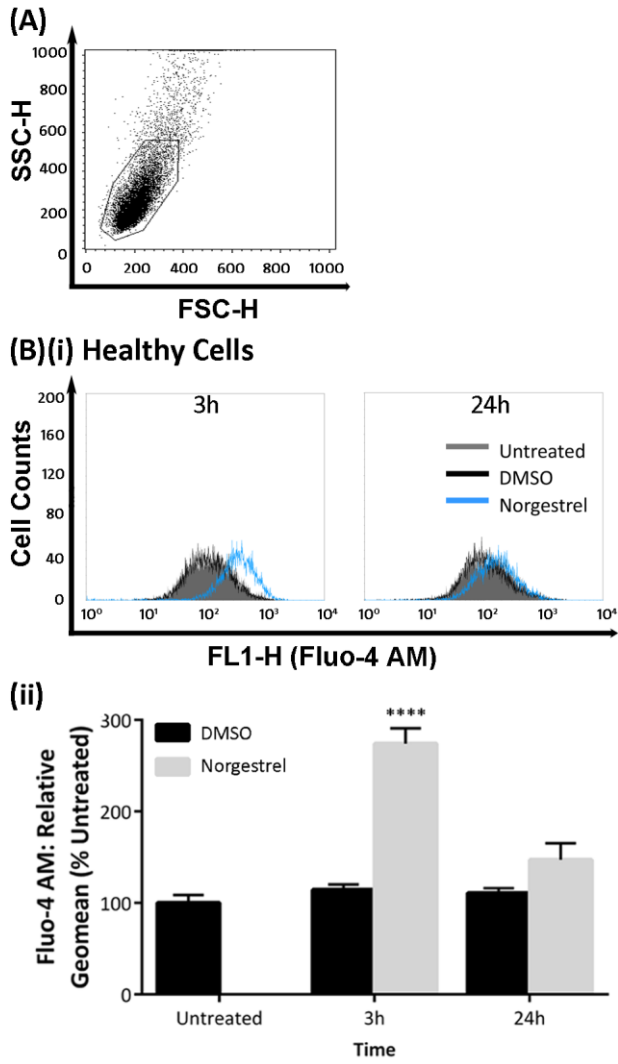 (A)
SSC-H
1000
800
600
400
200
0
0 200 400 600 800 1000
FSC-H
(B)(i) Healthy Cells
Cell Counts
200
160
120
80
40
0
3h
10⁰ 10¹ 10² 10³ 10⁴
24h
Untreated
DMSO
Norgestrel
10⁰ 10¹ 10² 10³ 10⁴
FL1-H (Fluo-4 AM)
(ii)
Fluo-4 AM: Relative
Geomean (% Untreated)
300
200
100
0
DMSO
Norgestrel
****
Untreated 3h 24h
Time